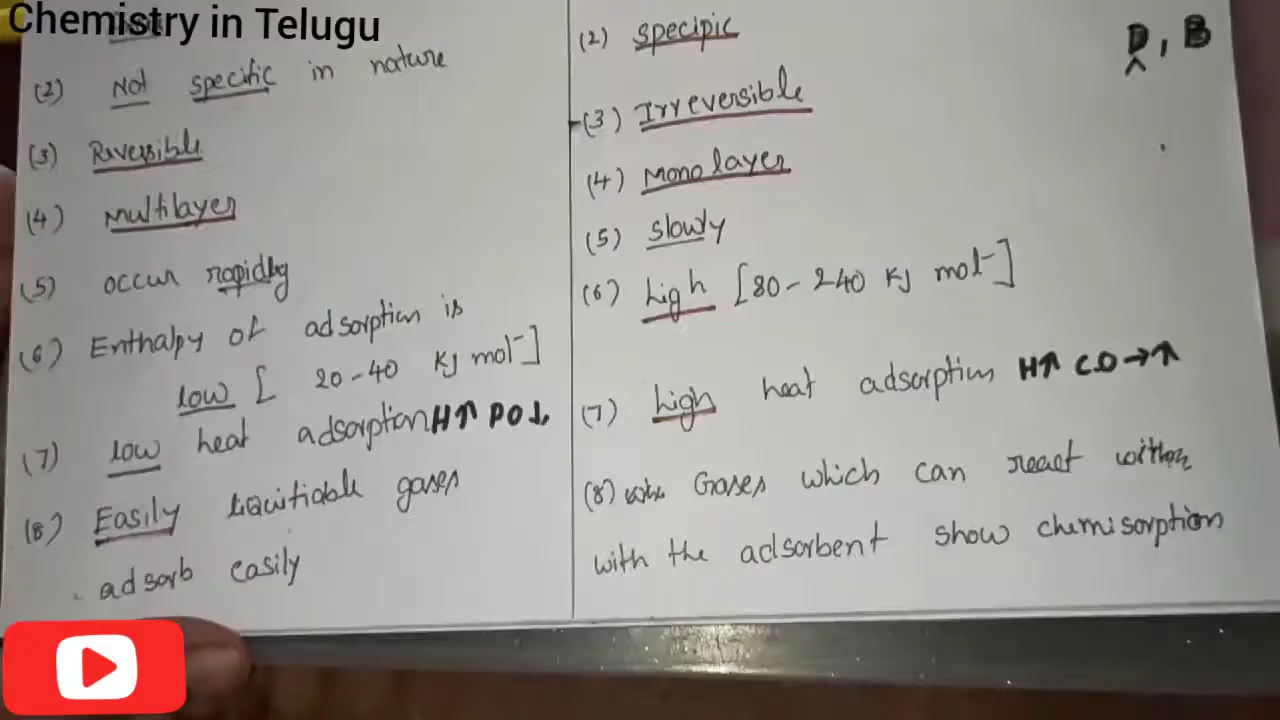 Chemistry in Telugu
(2) Not specific in nature
(3) Reversible
(4) Multilayer
(5) occur rapidly
(6) Enthalpy of adsorption is
low [ 20-40 KJ mol⁻]
(7) low heat adsorption H↑ PO↓
(8) Easily liquifiable gases
adsorb easily
(2) specipic
(3) Irreversible
(4) Mono layer
(5) slowly
(6) high [80-240 KJ mol⁻]
(7) high heat adsorption H↑ CO→↑
(8) Gases which can react
with the adsorbent show chemisorption
P, B